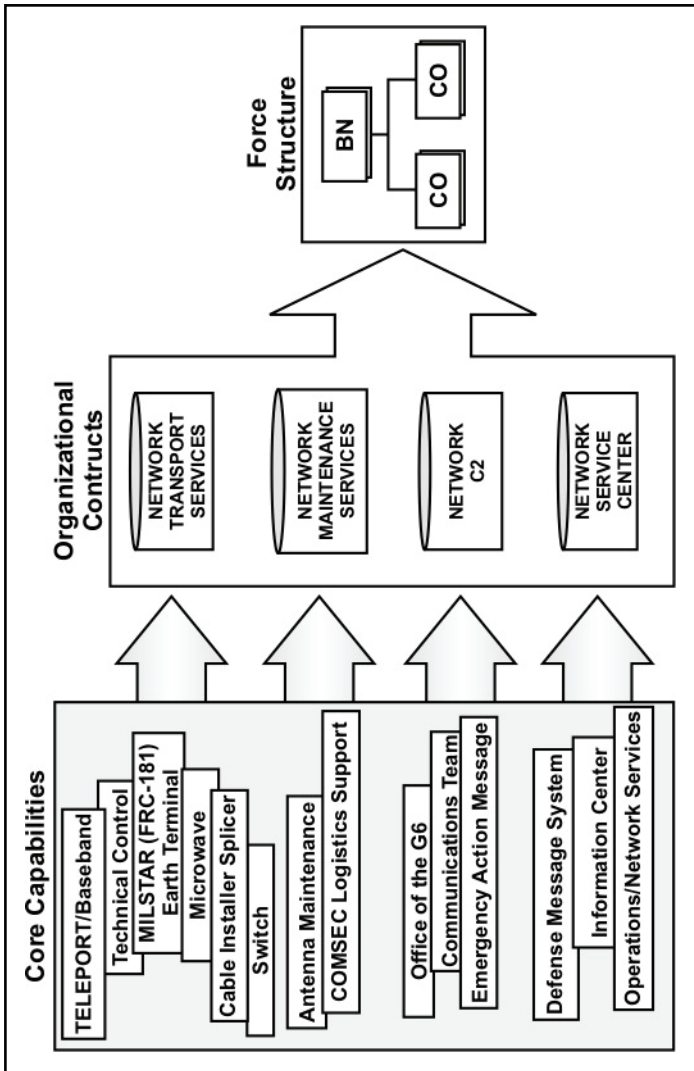 Core Capabilities
TELEPORT/Baseband
Technical Control
MILSTAR (FRC-181)
Earth Terminal
Microwave
Cable Installer Splicer
Switch
Antenna Maintenance
COMSEC Logistics Support
Office of the G6
Communications Team
Emergency Action Message
Defense Message System
Information Center
Operations/Network Services
Organizational
Contructs
NETWORK
TRANSPORT
SERVICES
NETWORK
MAINTENANCE
SERVICES
NETWORK
C2
NETWORK
SERVICE
CENTER
Force
Structure
BN
CO
CO